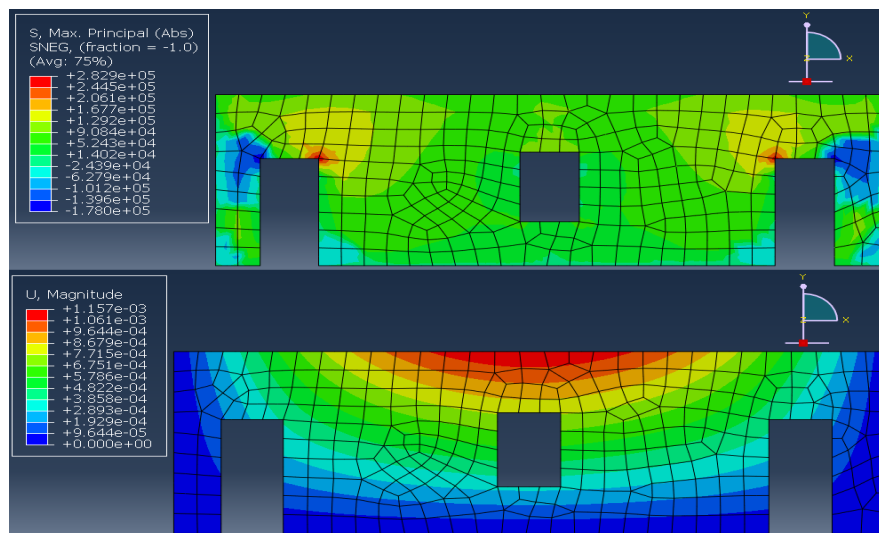 S, Max. Principal (Abs)
SNEG, (fraction = -1.0)
(Avg: 75%)
+2.829e+05
+2.445e+05
+2.061e+05
+1.677e+05
+1.292e+05
+9.084e+04
+5.243e+04
+1.402e+04
-2.439e+04
-6.279e+04
-1.012e+05
-1.396e+05
-1.780e+05
Y
Z
X
U, Magnitude
+1.157e-03
+1.061e-03
+9.644e-04
+8.679e-04
+7.715e-04
+6.751e-04
+5.786e-04
+4.822e-04
+3.858e-04
+2.893e-04
+1.929e-04
+9.644e-05
+0.000e+00
Y
Z
X